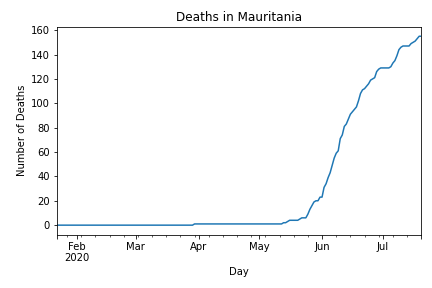 Deaths in Mauritania
160
140
120
100
80
60
40
20
0
Number of Deaths
Feb
2020
Mar
Apr
May
Jun
Jul
Day